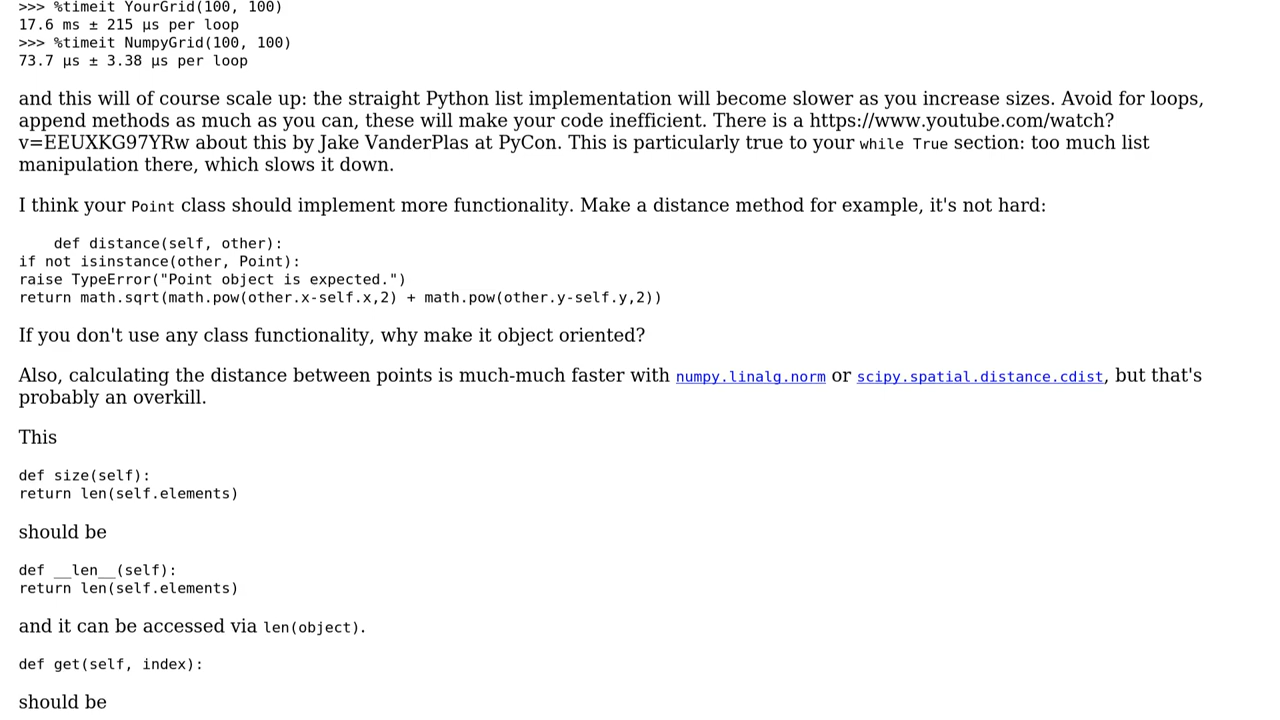 >>> %timeit YourGrid(100, 100)
17.6 ms ± 215 µs per loop
>>> %timeit NumpyGrid(100, 100)
73.7 µs ± 3.38 µs per loop
and this will of course scale up: the straight Python list implementation will become slower as you increase sizes. Avoid for loops,
append methods as much as you can, these will make your code inefficient. There is a https://www.youtube.com/watch?
v=EEUXKG97YRw about this by Jake VanderPlas at PyCon. This is particularly true to your while True section: too much list
manipulation there, which slows it down.
I think your Point class should implement more functionality. Make a distance method for example, it's not hard:
    def distance(self, other):
if not isinstance(other, Point):
raise TypeError("Point object is expected.")
return math.sqrt(math.pow(other.x-self.x,2) + math.pow(other.y-self.y,2))
If you don't use any class functionality, why make it object oriented?
Also, calculating the distance between points is much-much faster with numpy.linalg.norm or scipy.spatial.distance.cdist, but that's
probably an overkill.
This
def size(self):
return len(self.elements)
should be
def __len__(self):
return len(self.elements)
and it can be accessed via len(object).
def get(self, index):
should be